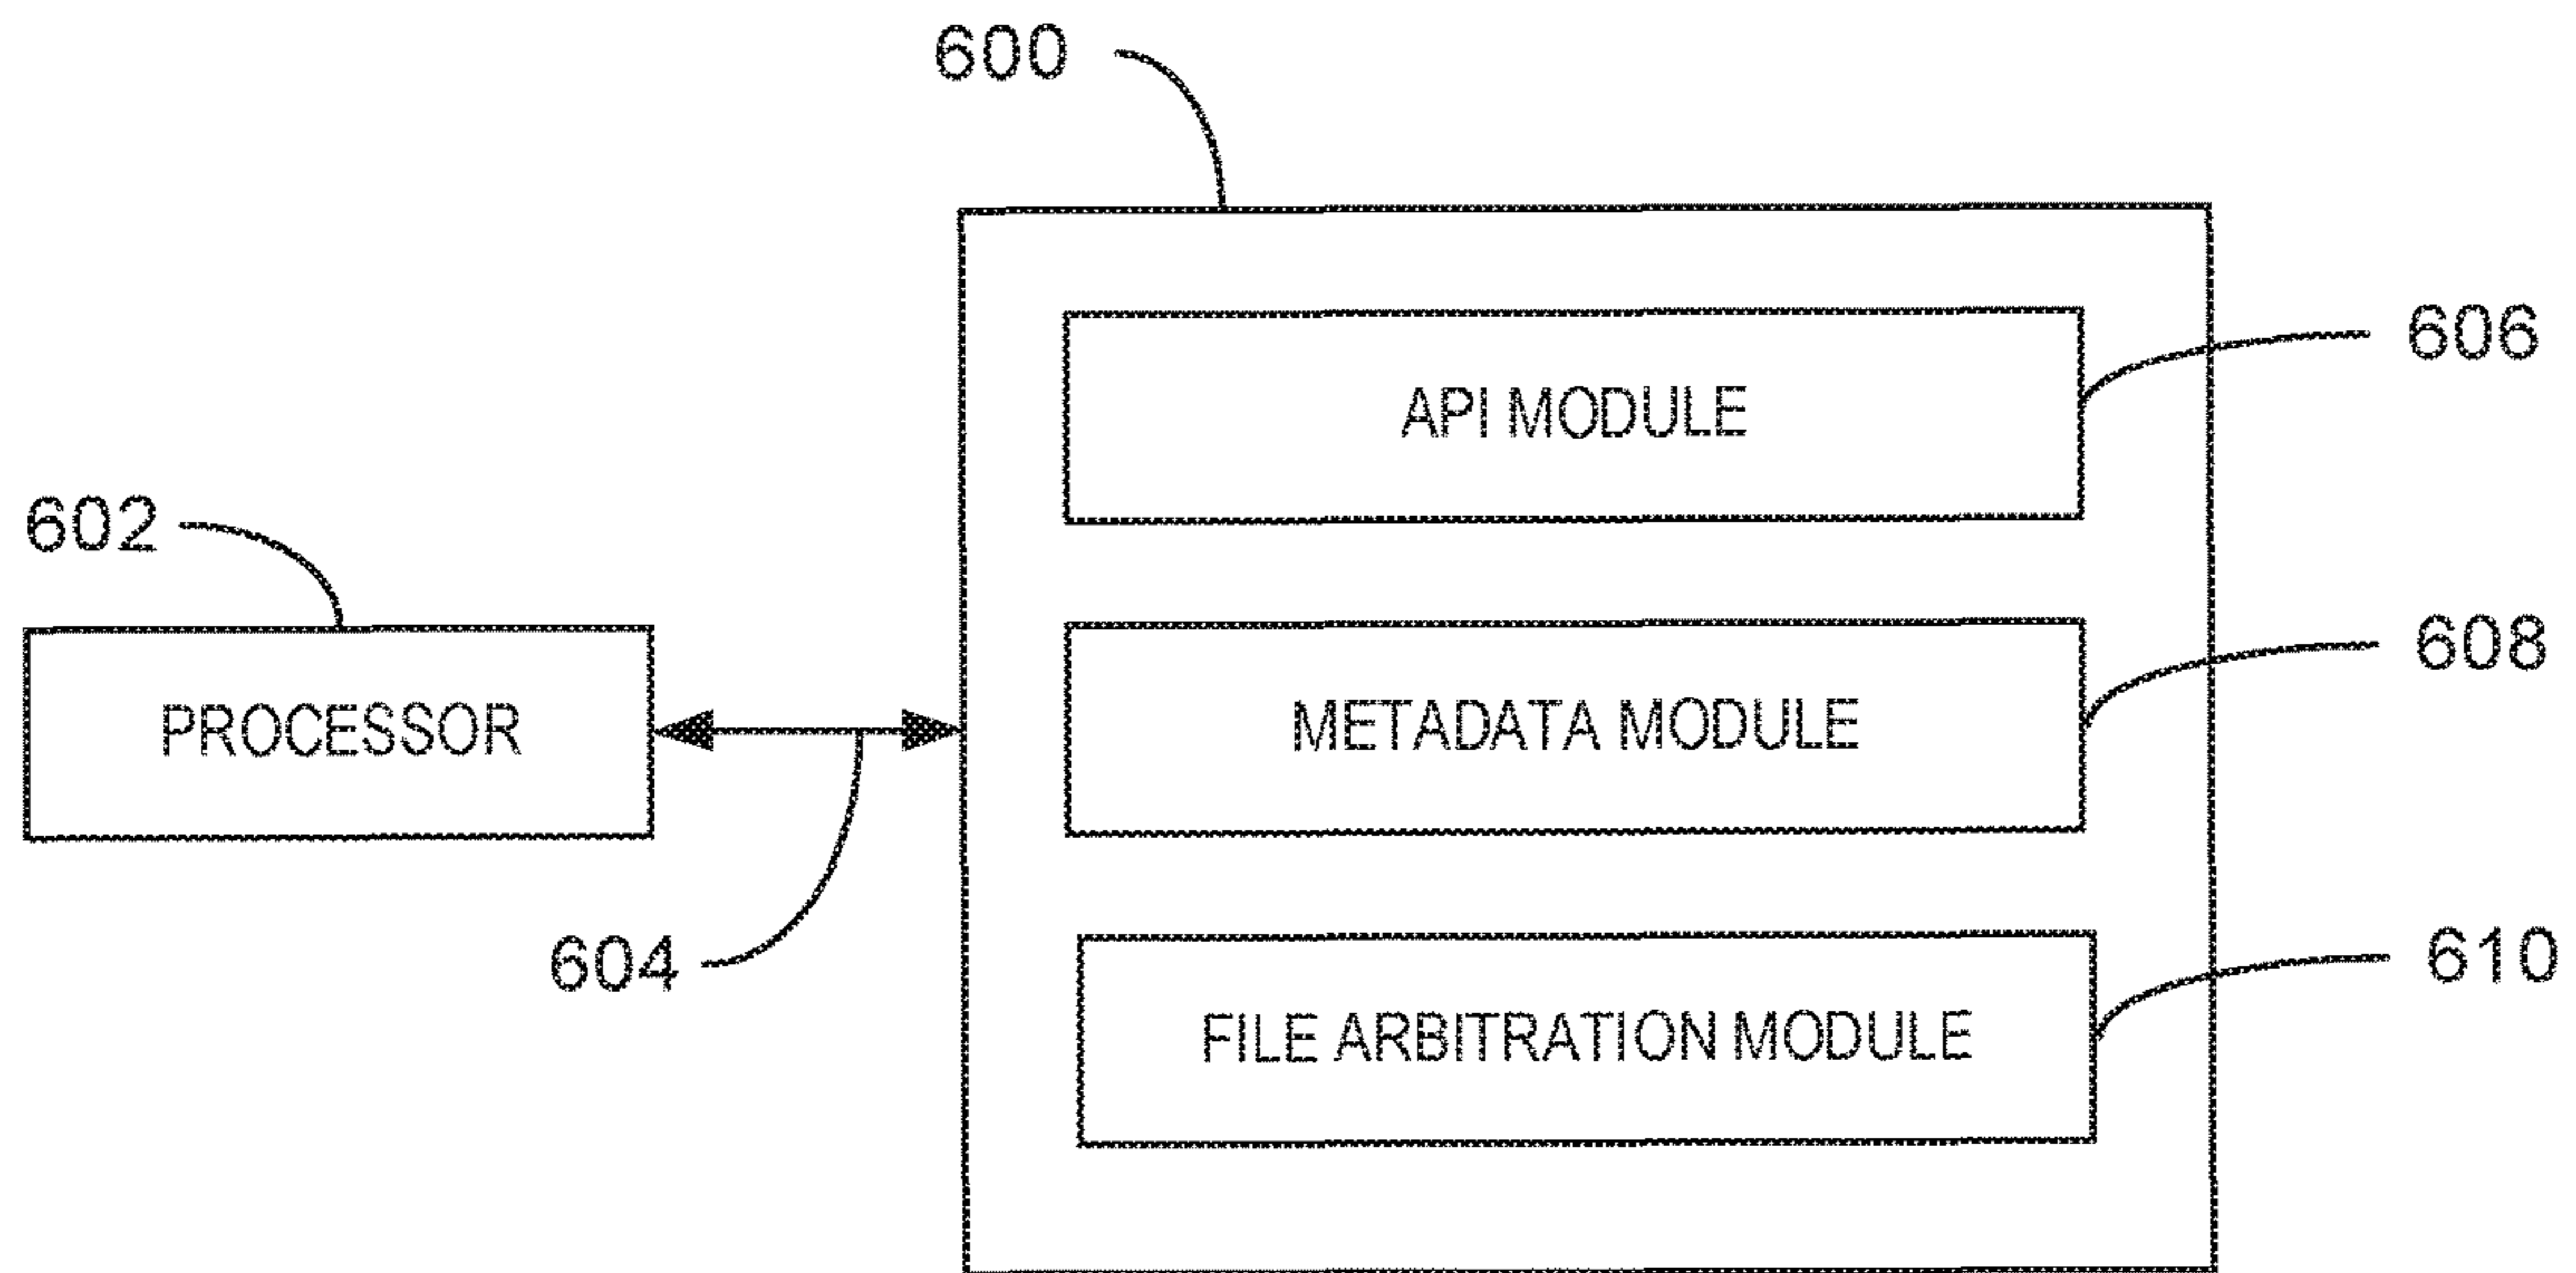 600
606
API MODULE
602
608
PROCESSOR
METADATA MODULE
604
610
FILE ARBITRATION MODULE